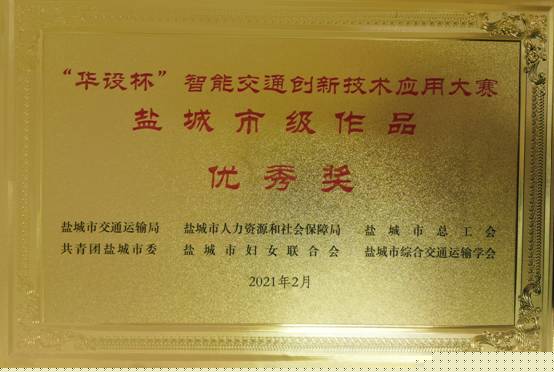 “华设杯”智能交通创新技术应用大赛
盐城市级作品
优秀奖
盐城市交通运输局 盐城市人力资源和社会保障局 盐城市总工会
共青团盐城市委 盐城市妇女联合会 盐城市综合交通运输学会
2021年2月